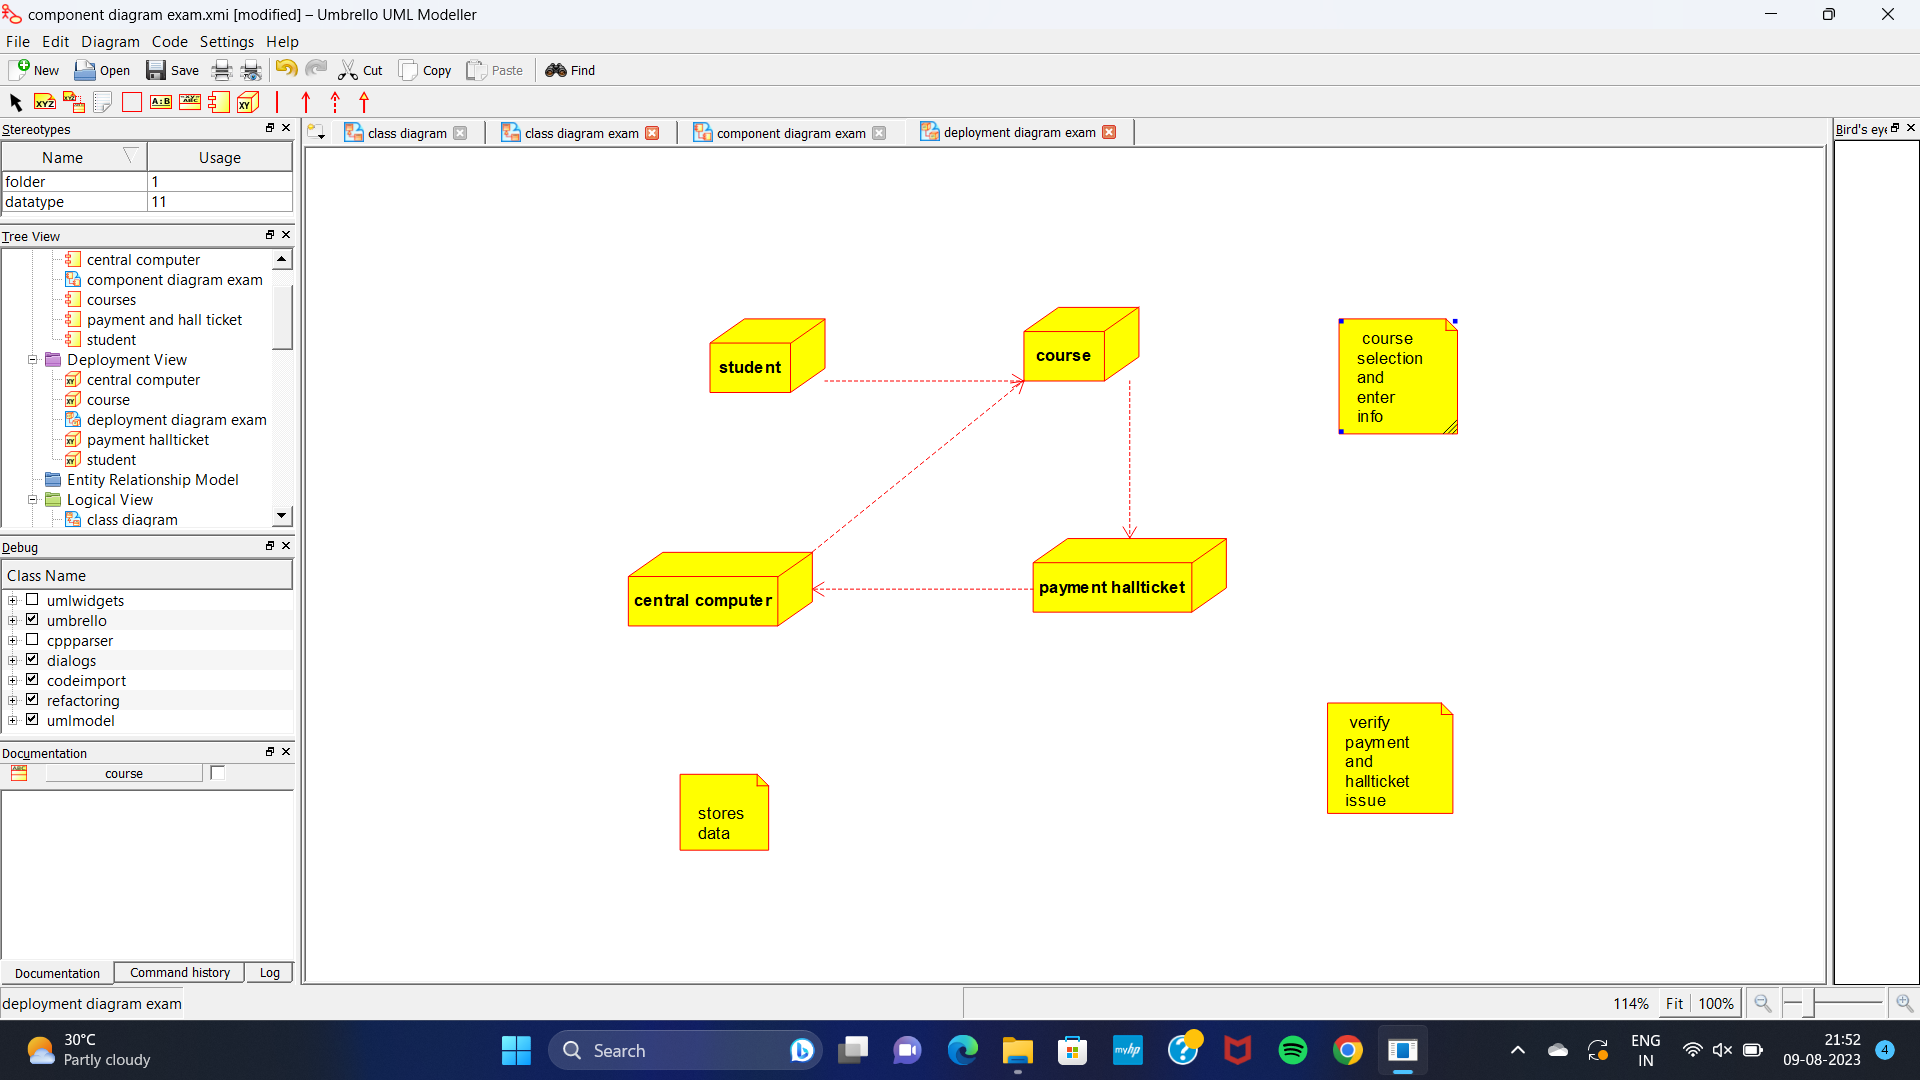 component diagram exam.xmi [modified] – Umbrello UML Modeller
File Edit Diagram Code Settings Help
New Open Save Cut Copy Paste Find
XYZ XYZ A:B ABC XY
Stereotypes
Name Usage
folder 1
datatype 11
Tree View
central computer
component diagram exam
courses
payment and hall ticket
student
Deployment View
central computer
course
deployment diagram exam
payment hallticket
student
Entity Relationship Model
Logical View
class diagram
Debug
Class Name
umlwidgets
umbrello
cppparser
dialogs
codeimport
refactoring
umlmodel
Documentation
course
Documentation Command history Log
class diagram class diagram exam component diagram exam deployment diagram exam
Bird's eye
student
course
course
selection
and
enter
info
central computer
payment hallticket
stores
data
verify
payment
and
hallticket
issue
deployment diagram exam
114% Fit 100%
30°C
Partly cloudy
Search
myhp
ENG
IN
21:52
09-08-2023
4